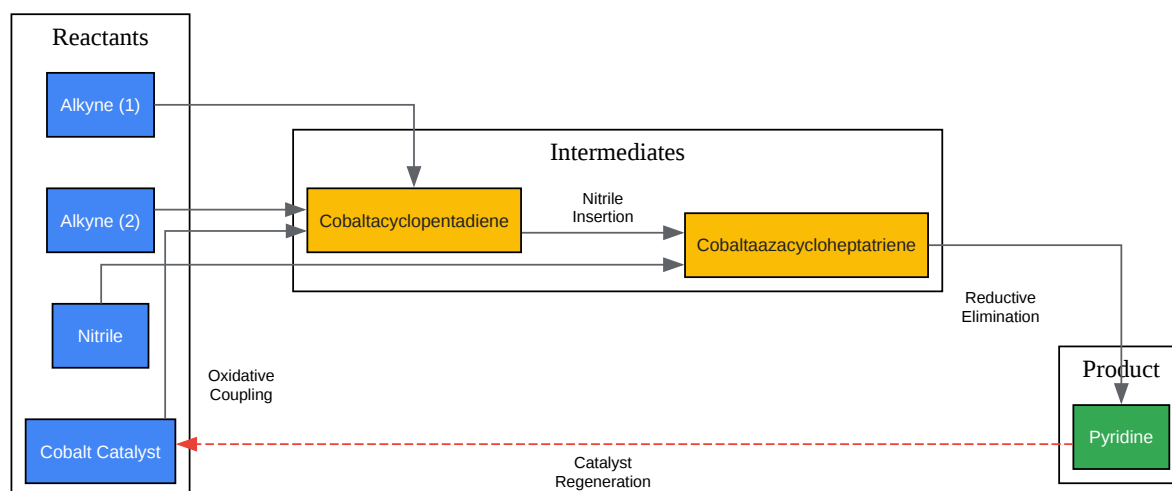 Reactants
Alkyne (1)
Intermediates
Alkyne (2)
Cobaltacyclopentadiene
Nitrile
Insertion
Cobaltaazacycloheptatriene
Nitrile
Reductive
Elimination
Oxidative
Coupling
Product
Cobalt Catalyst
Pyridine
Catalyst
Regeneration